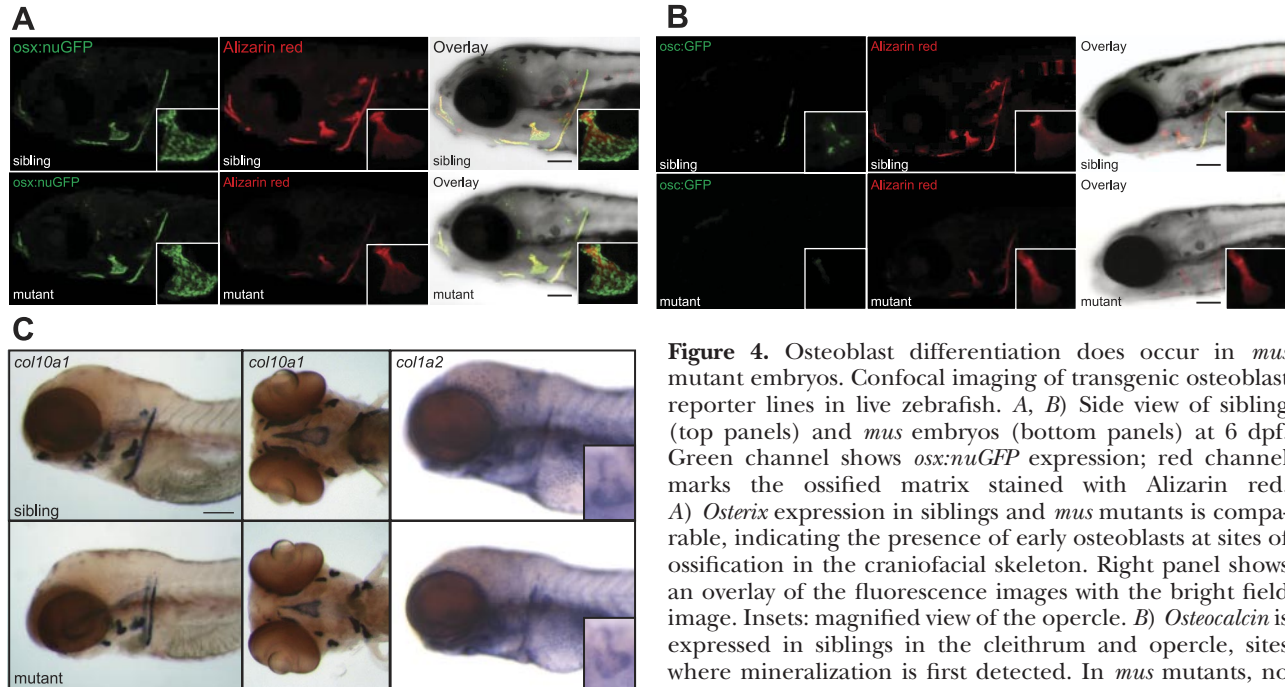 A
osx:nuGFP
Alizarin red
Overlay
sibling
sibling
sibling
osx:nuGFP
Alizarin red
Overlay
mutant
mutant
mutant
B
osc:GFP
Alizarin red
Overlay
sibling
sibling
sibling
osc:GFP
Alizarin red
Overlay
mutant
mutant
mutant
C
col10a1
col10a1
col1a2
sibling
mutant
Figure 4. Osteoblast differentiation does occur in mus
mutant embryos. Confocal imaging of transgenic osteoblast
reporter lines in live zebrafish. A, B) Side view of sibling
(top panels) and mus embryos (bottom panels) at 6 dpf.
Green channel shows osx:nuGFP expression; red channel
marks the ossified matrix stained with Alizarin red.
A) Osterix expression in siblings and mus mutants is compa-
rable, indicating the presence of early osteoblasts at sites of
ossification in the craniofacial skeleton. Right panel shows
an overlay of the fluorescence images with the bright field
image. Insets: magnified view of the opercle. B) Osteocalcin is
expressed in siblings in the cleithrum and opercle, sites
where mineralization is first detected. In mus mutants, no